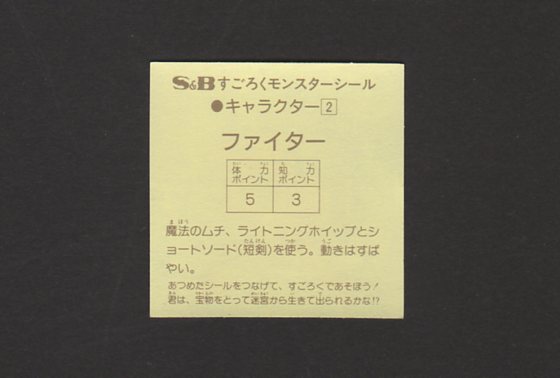 S&Bすごろくモンスターシール
●キャラクター2
ファイター
体力ポイント 知力ポイント
5 3
魔法のムチ、ライトニングホイップとシ
ョートソード(短剣)を使う。動きはすば
やい。
あつめたシールをつなげて、すごろくであそぼう!
君は、宝物をとって迷宮から生きて出られるかな!?